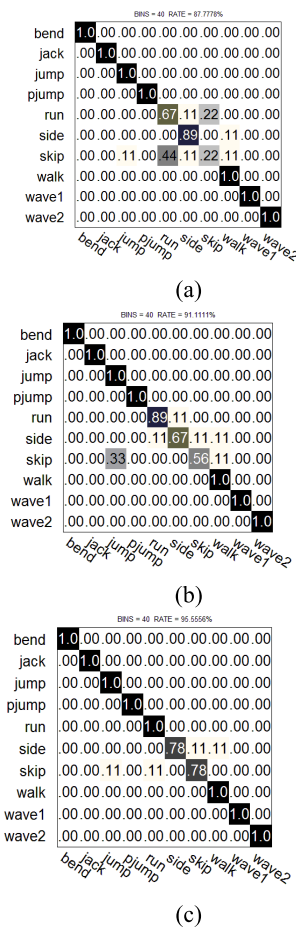 BINS = 40 RATE = 87.7778%
bend 1.0 .00 .00 .00 .00 .00 .00 .00 .00 .00
jack .00 1.0 .00 .00 .00 .00 .00 .00 .00 .00
jump .00 .00 1.0 .00 .00 .00 .00 .00 .00 .00
pjump .00 .00 .00 1.0 .00 .00 .00 .00 .00 .00
run .00 .00 .00 .00 .67 .11 .22 .00 .00 .00
side .00 .00 .00 .00 .00 .89 .00 .11 .00 .00
skip .00 .00 .11 .00 .44 .11 .22 .11 .00 .00
walk .00 .00 .00 .00 .00 .00 .00 1.0 .00 .00
wave1 .00 .00 .00 .00 .00 .00 .00 .00 1.0 .00
wave2 .00 .00 .00 .00 .00 .00 .00 .00 .00 1.0
bend jack jump pjump run side skip walk wave1 wave2
(a)
BINS = 40 RATE = 91.1111%
bend 1.0 .00 .00 .00 .00 .00 .00 .00 .00 .00
jack .00 1.0 .00 .00 .00 .00 .00 .00 .00 .00
jump .00 .00 1.0 .00 .00 .00 .00 .00 .00 .00
pjump .00 .00 .00 1.0 .00 .00 .00 .00 .00 .00
run .00 .00 .00 .00 .89 .11 .00 .00 .00 .00
side .00 .00 .00 .00 .11 .67 .11 .11 .00 .00
skip .00 .00 .33 .00 .00 .00 .56 .11 .00 .00
walk .00 .00 .00 .00 .00 .00 .00 1.0 .00 .00
wave1 .00 .00 .00 .00 .00 .00 .00 .00 1.0 .00
wave2 .00 .00 .00 .00 .00 .00 .00 .00 .00 1.0
bend jack jump pjump run side skip walk wave1 wave2
(b)
BINS = 40 RATE = 95.5556%
bend 1.0 .00 .00 .00 .00 .00 .00 .00 .00 .00
jack .00 1.0 .00 .00 .00 .00 .00 .00 .00 .00
jump .00 .00 1.0 .00 .00 .00 .00 .00 .00 .00
pjump .00 .00 .00 1.0 .00 .00 .00 .00 .00 .00
run .00 .00 .00 .00 1.0 .00 .00 .00 .00 .00
side .00 .00 .00 .00 .00 .78 .11 .11 .00 .00
skip .00 .00 .11 .00 .11 .00 .78 .00 .00 .00
walk .00 .00 .00 .00 .00 .00 .00 1.0 .00 .00
wave1 .00 .00 .00 .00 .00 .00 .00 .00 1.0 .00
wave2 .00 .00 .00 .00 .00 .00 .00 .00 .00 1.0
bend jack jump pjump run side skip walk wave1 wave2
(c)